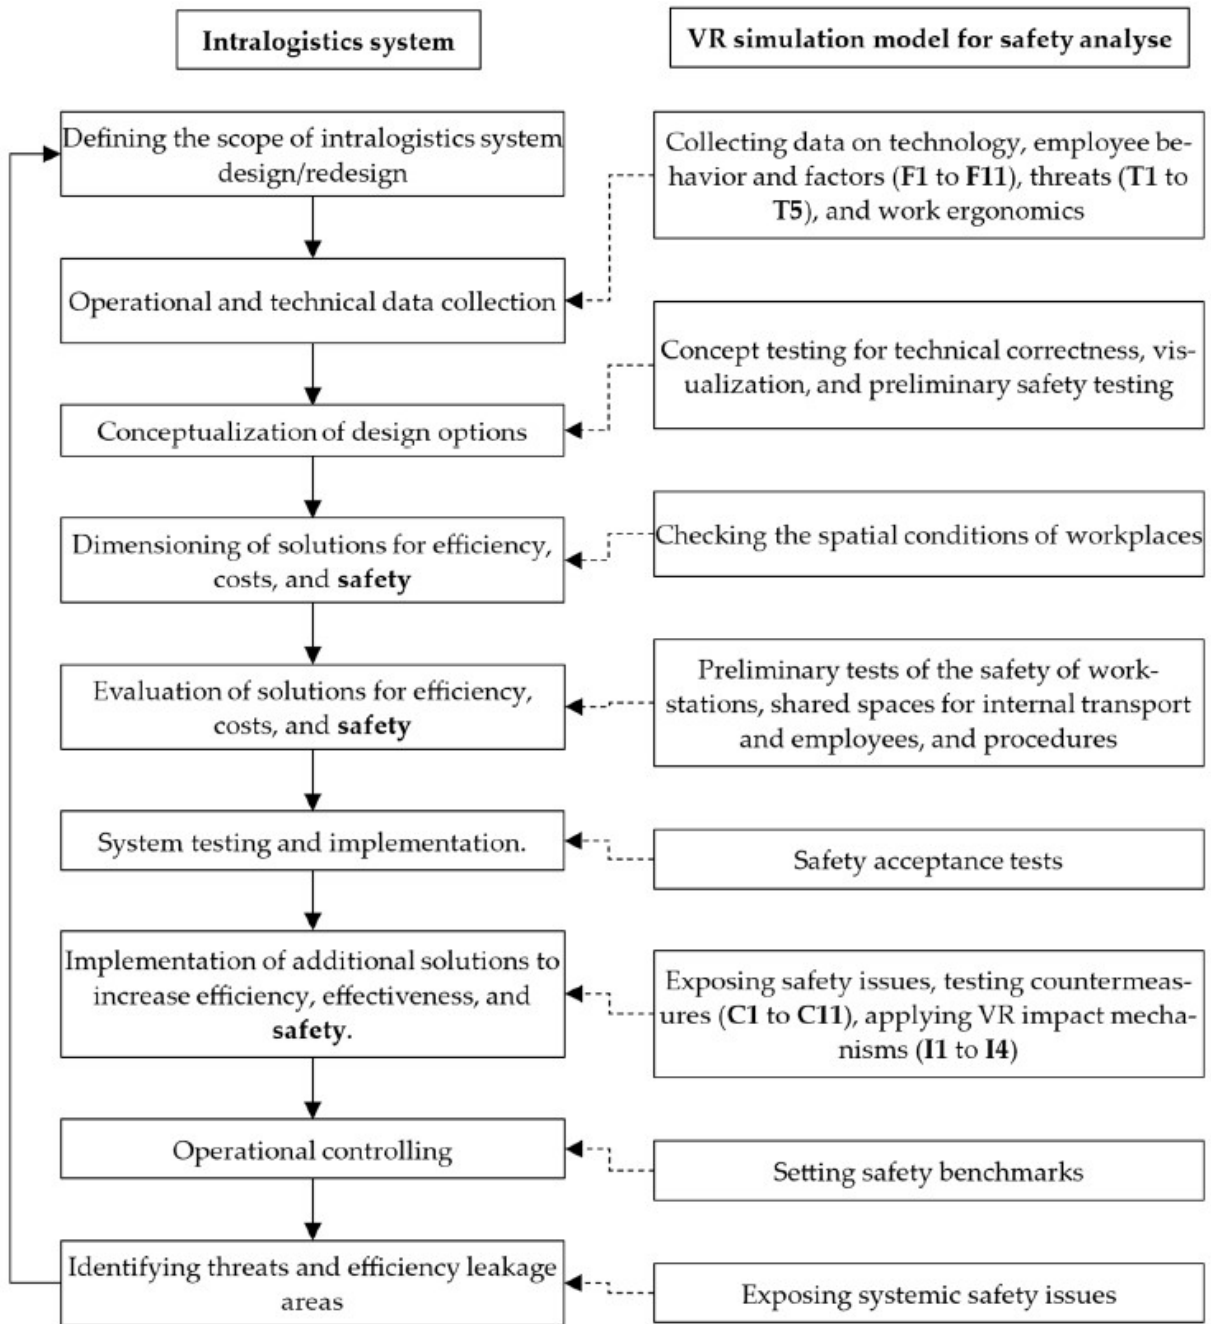 Intralogistics system
VR simulation model for safety analyse
Defining the scope of intralogistics system
design/redesign
Collecting data on technology, employee be-
havior and factors (F1 to F11), threats (T1 to
T5), and work ergonomics
Operational and technical data collection
Concept testing for technical correctness, vis-
ualization, and preliminary safety testing
Conceptualization of design options
Dimensioning of solutions for efficiency,
costs, and safety
Checking the spatial conditions of workplaces
Evaluation of solutions for efficiency,
costs, and safety
Preliminary tests of the safety of work-
stations, shared spaces for internal transport
and employees, and procedures
System testing and implementation.
Safety acceptance tests
Implementation of additional solutions to
increase efficiency, effectiveness, and
safety.
Exposing safety issues, testing countermeas-
ures (C1 to C11), applying VR impact mecha-
nisms (I1 to I4)
Operational controlling
Setting safety benchmarks
Identifying threats and efficiency leakage
areas
Exposing systemic safety issues